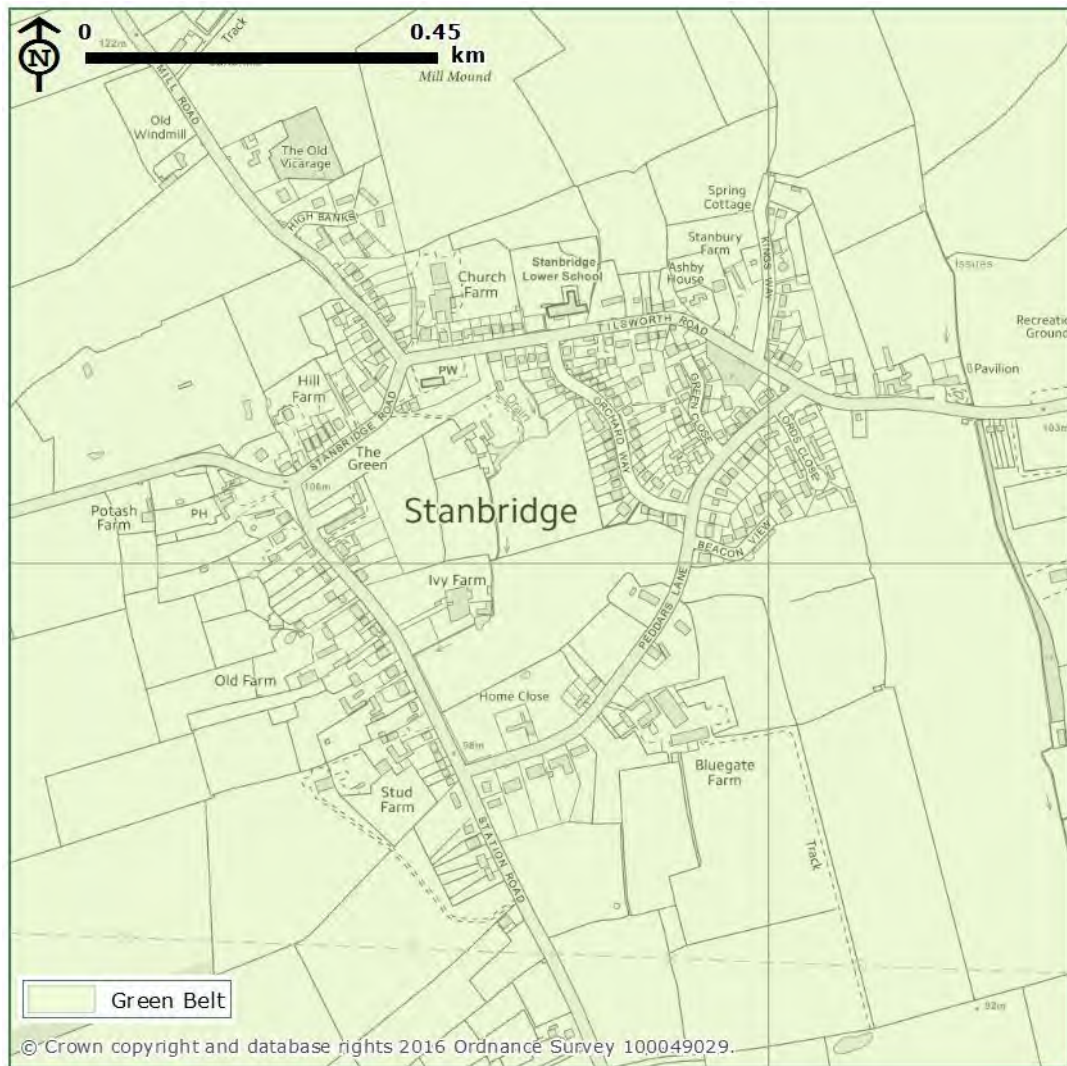 N
0 0.45
km
Mill Mound
122m
Track
MILL ROAD
Old
Windmill
The Old
Vicarage
HIGH BANKS
Spring
Cottage
Stanbury
Farm
KINGS WAY
Ashby
House
Stanbridge
Lower School
Church
Farm
TILSWORTH ROAD
Issues
Recreation
Ground
Pavilion
103m
PW
Drain
Hill
Farm
STANBRIDGE ROAD
The
Green
ORCHARD WAY
GREEN CLOSE
LORDS CLOSE
106m
Potash
Farm
PH
Stanbridge
BEACON VIEW
Ivy Farm
PEDDARS LANE
Old Farm
Home Close
98m
Stud
Farm
Bluegate
Farm
STATION ROAD
Track
92m
Green Belt
© Crown copyright and database rights 2016 Ordnance Survey 100049029.